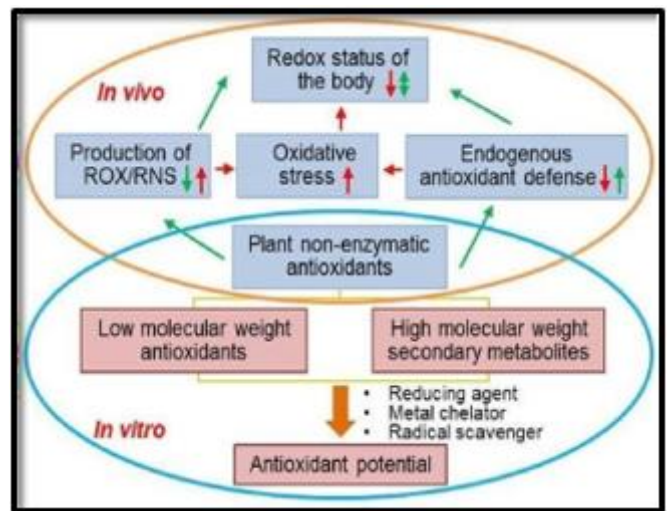 Redox status of
the body
In vivo
Production of
ROX/RNS
Oxidative
stress
Endogenous
antioxidant defense
Plant non-enzymatic
antioxidants
Low molecular weight
antioxidants
High molecular weight
secondary metabolites
• Reducing agent
• Metal chelator
• Radical scavenger
In vitro
Antioxidant potential